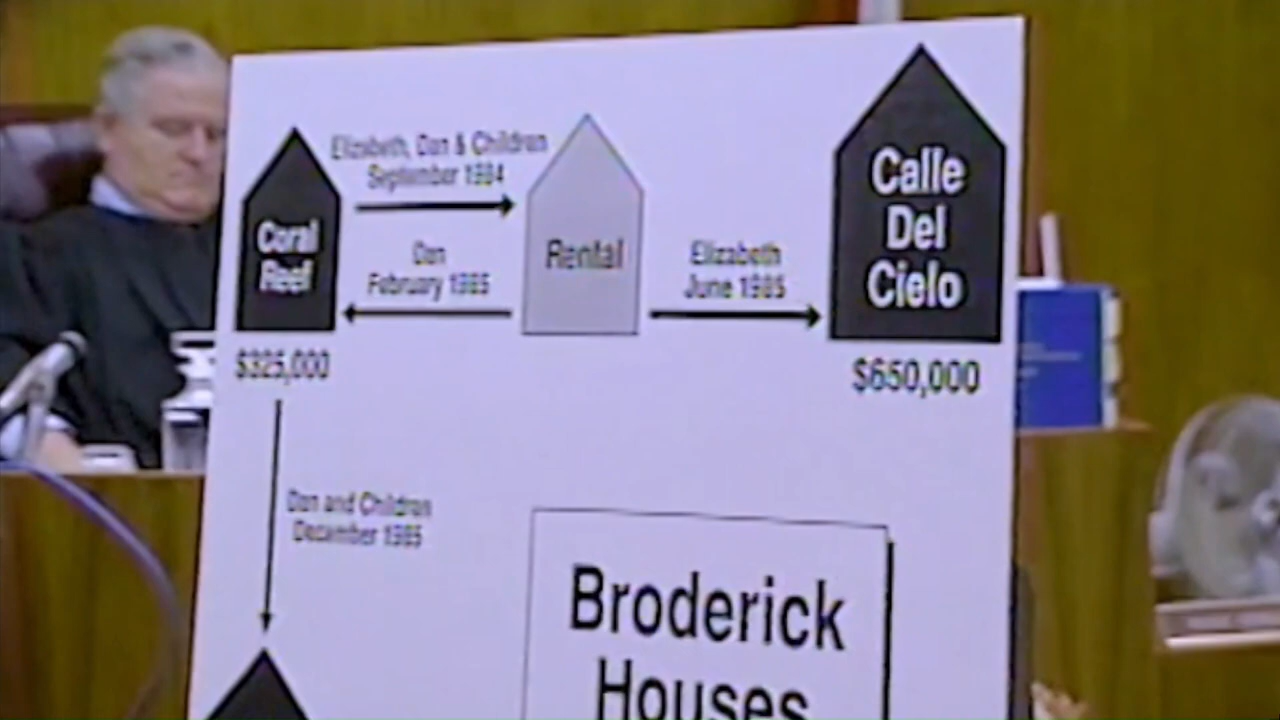 Elizabeth, Dan & Children
September 1984
Coral
Reef
Dan
February 1985
Rental
Elizabeth
June 1985
Calle
Del
Cielo
$325,000
$650,000
Dan and Children
December 1985
Broderick
Houses